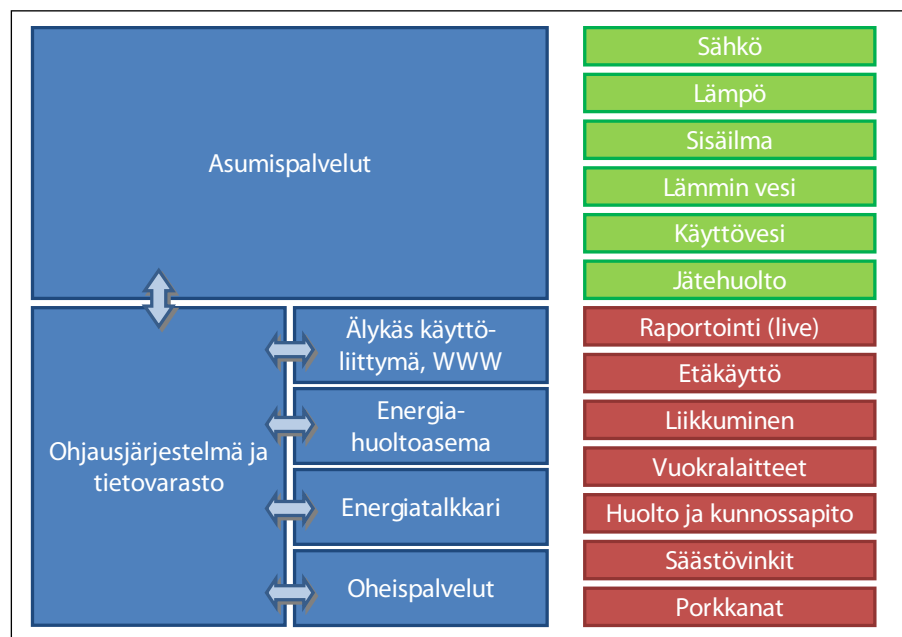 Asumispalvelut
Ohjausjärjestelmä ja
tietovarasto
Älykäs käyttö-
liittymä, WWW
Energia-
huoltoasema
Energiatalkkari
Oheispalvelut
Sähkö
Lämpö
Sisäilma
Lämmin vesi
Käyttövesi
Jätehuolto
Raportointi (live)
Etäkäyttö
Liikkuminen
Vuokralaitteet
Huolto ja kunnossapito
Säästövinkit
Porkkanat